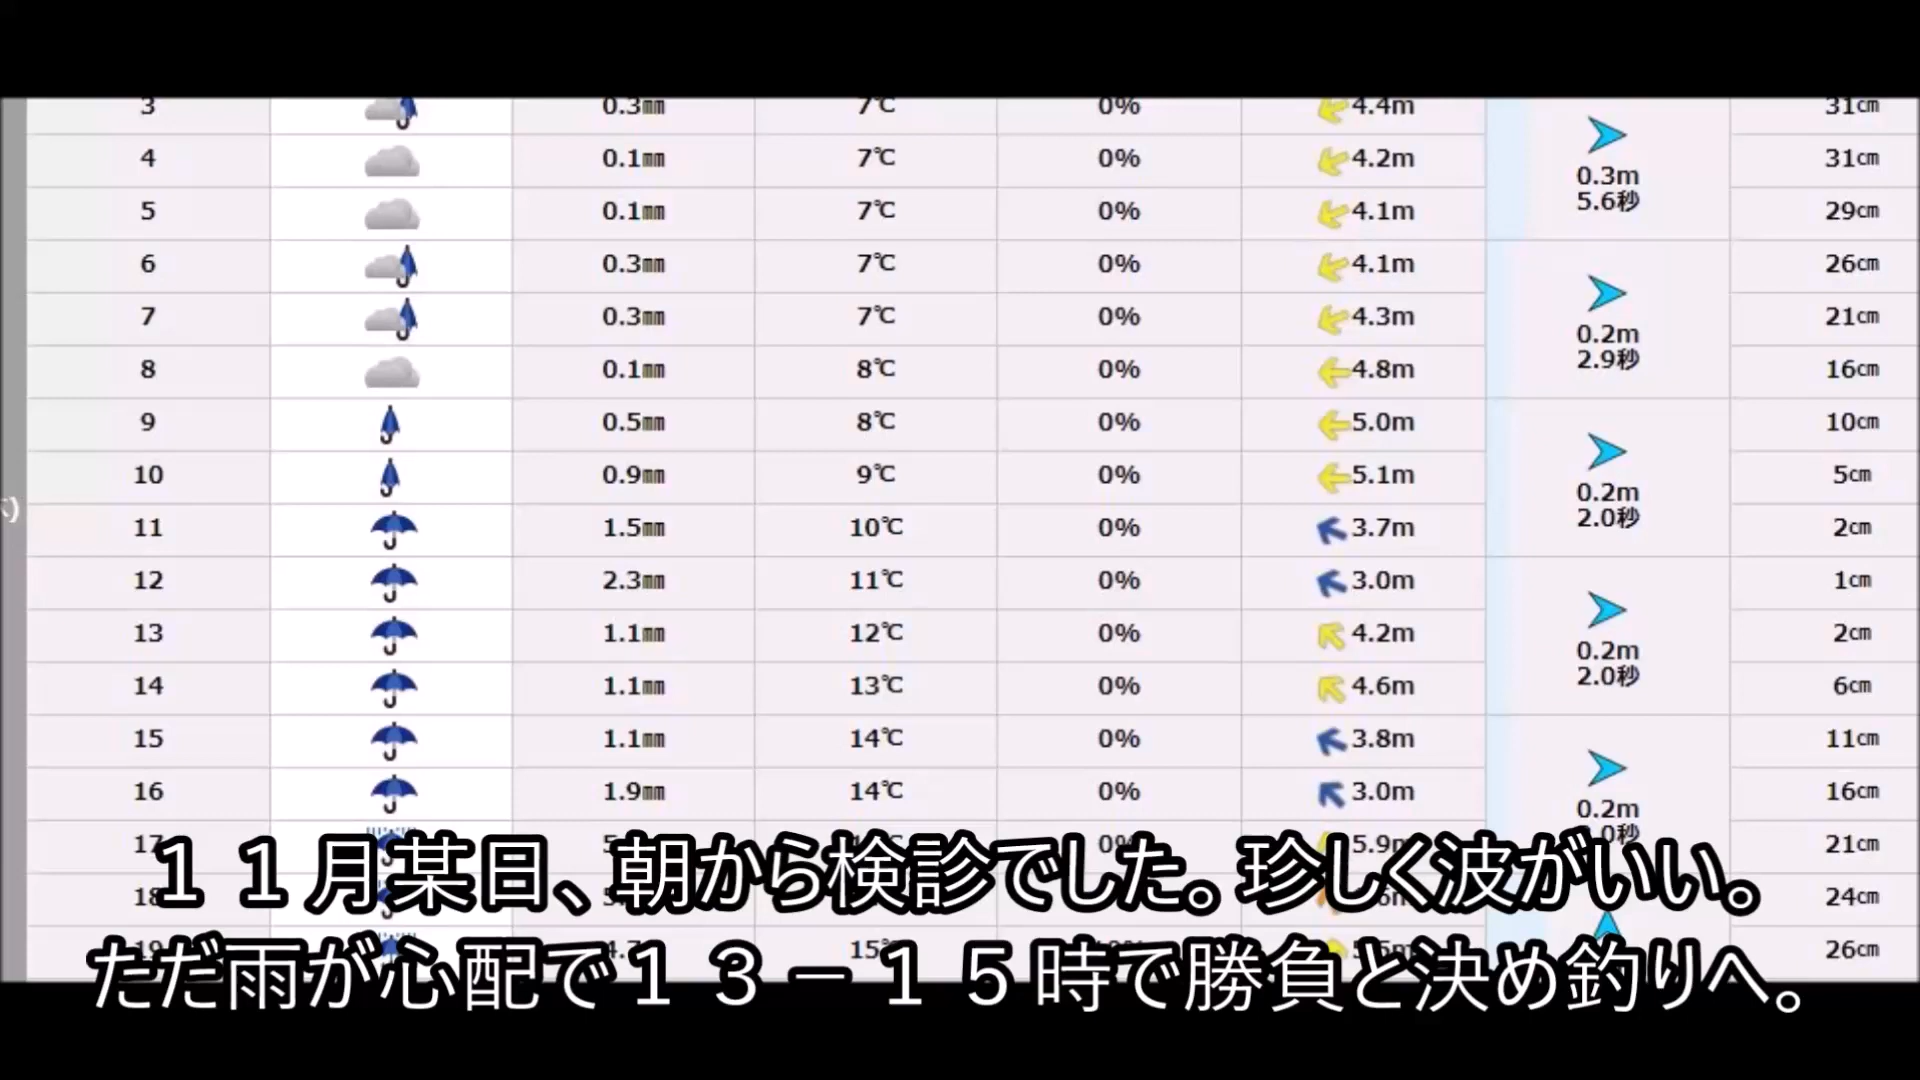 3 0.3㎜ 7℃ 0% 4.4m 31㎝
4 0.1㎜ 7℃ 0% 4.2m 0.3m 31㎝
5 0.1㎜ 7℃ 0% 4.1m 5.6秒 29㎝
6 0.3㎜ 7℃ 0% 4.1m 26㎝
7 0.3㎜ 7℃ 0% 4.3m 0.2m 21㎝
8 0.1㎜ 8℃ 0% 4.8m 2.9秒 16㎝
9 0.5㎜ 8℃ 0% 5.0m 10㎝
10 0.9㎜ 9℃ 0% 5.1m 0.2m 5㎝
11 1.5㎜ 10℃ 0% 3.7m 2.0秒 2㎝
12 2.3㎜ 11℃ 0% 3.0m 1㎝
13 1.1㎜ 12℃ 0% 4.2m 0.2m 2㎝
14 1.1㎜ 13℃ 0% 4.6m 2.0秒 6㎝
15 1.1㎜ 14℃ 0% 3.8m 11㎝
16 1.9㎜ 14℃ 0% 3.0m 0.2m 16㎝
17 21㎝
18 24㎝
19 26㎝
１１月某日、朝から検診でした。珍しく波がいい。
ただ雨が心配で１３－１５時で勝負と決め釣りへ。